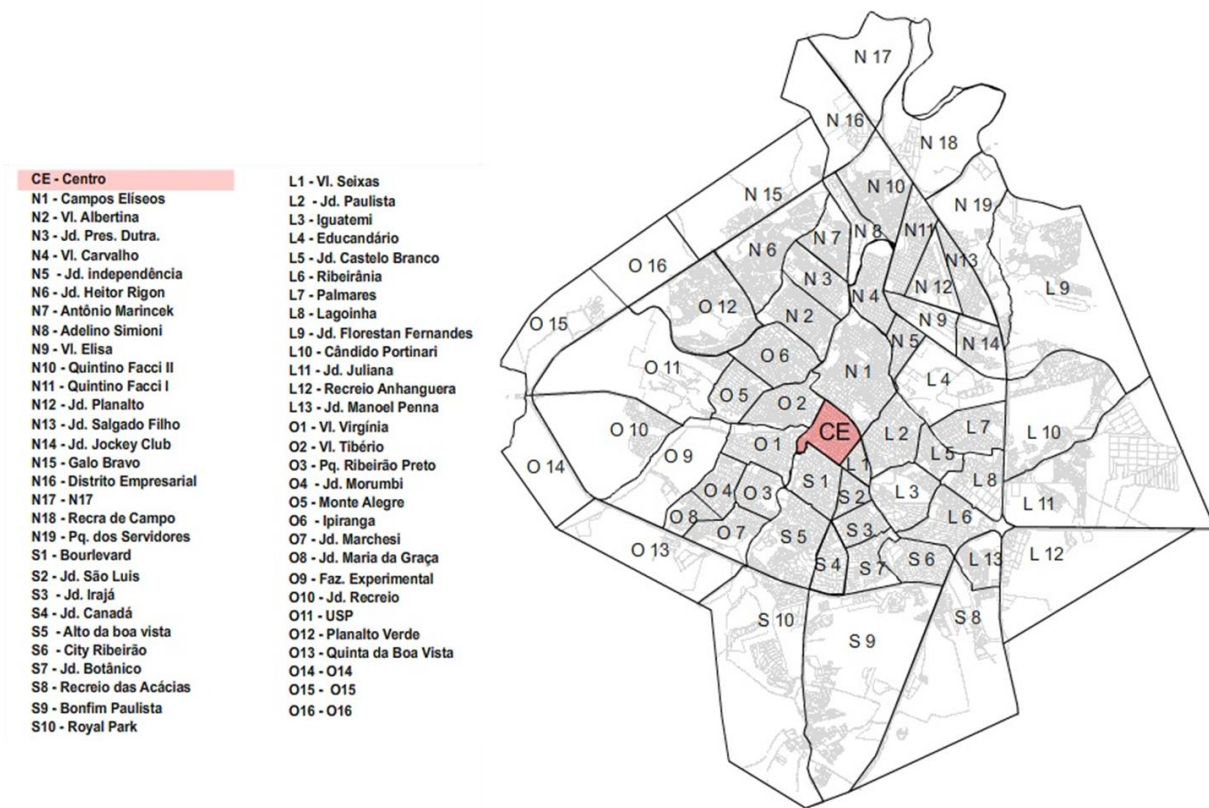 CE - Centro
N1 - Campos Elíseos
N2 - Vl. Albertina
N3 - Jd. Pres. Dutra.
N4 - Vl. Carvalho
N5 - Jd. independência
N6 - Jd. Heitor Rigon
N7 - Antônio Marincek
N8 - Adelino Simioni
N9 - Vl. Elisa
N10 - Quintino Facci II
N11 - Quintino Facci I
N12 - Jd. Planalto
N13 - Jd. Salgado Filho
N14 - Jd. Jockey Club
N15 - Galo Bravo
N16 - Distrito Empresarial
N17 - N17
N18 - Recra de Campo
N19 - Pq. dos Servidores
S1 - Bourlevard
S2 - Jd. São Luis
S3 - Jd. Irajá
S4 - Jd. Canadá
S5 - Alto da boa vista
S6 - City Ribeirão
S7 - Jd. Botânico
S8 - Recreio das Acácias
S9 - Bonfim Paulista
S10 - Royal Park
L1 - Vl. Seixas
L2 - Jd. Paulista
L3 - Iguatemi
L4 - Educandário
L5 - Jd. Castelo Branco
L6 - Ribeirânia
L7 - Palmares
L8 - Lagoinha
L9 - Jd. Florestan Fernandes
L10 - Cândido Portinari
L11 - Jd. Juliana
L12 - Recreio Anhanguera
L13 - Jd. Manoel Penna
O1 - Vl. Virgínia
O2 - Vl. Tibério
O3 - Pq. Ribeirão Preto
O4 - Jd. Morumbi
O5 - Monte Alegre
O6 - Ipiranga
O7 - Jd. Marchesi
O8 - Jd. Maria da Graça
O9 - Faz. Experimental
O10 - Jd. Recreio
O11 - USP
O12 - Planalto Verde
O13 - Quinta da Boa Vista
O14 - O14
O15 - O15
O16 - O16
N 17
N 16
N 18
N 15
N 10
N 19
N 8
N 7
N11
N13
N 6
O 16
N 3
N 12
L 9
N 4
O 12
N 2
N 9
O 15
N 5
N 14
O 6
O 11
N 1
L 4
O 5
O 2
O 10
CE
L 2
L 7
L 10
O 1
O 9
L 5
O 14
L 1
S 1
L 8
O 4
O 3
S 2
L 3
L 11
O 8
L 6
O 7
S 5
S 3
O 13
S 4
S 7
S 6
L 13
L 12
S 10
S 8
S 9